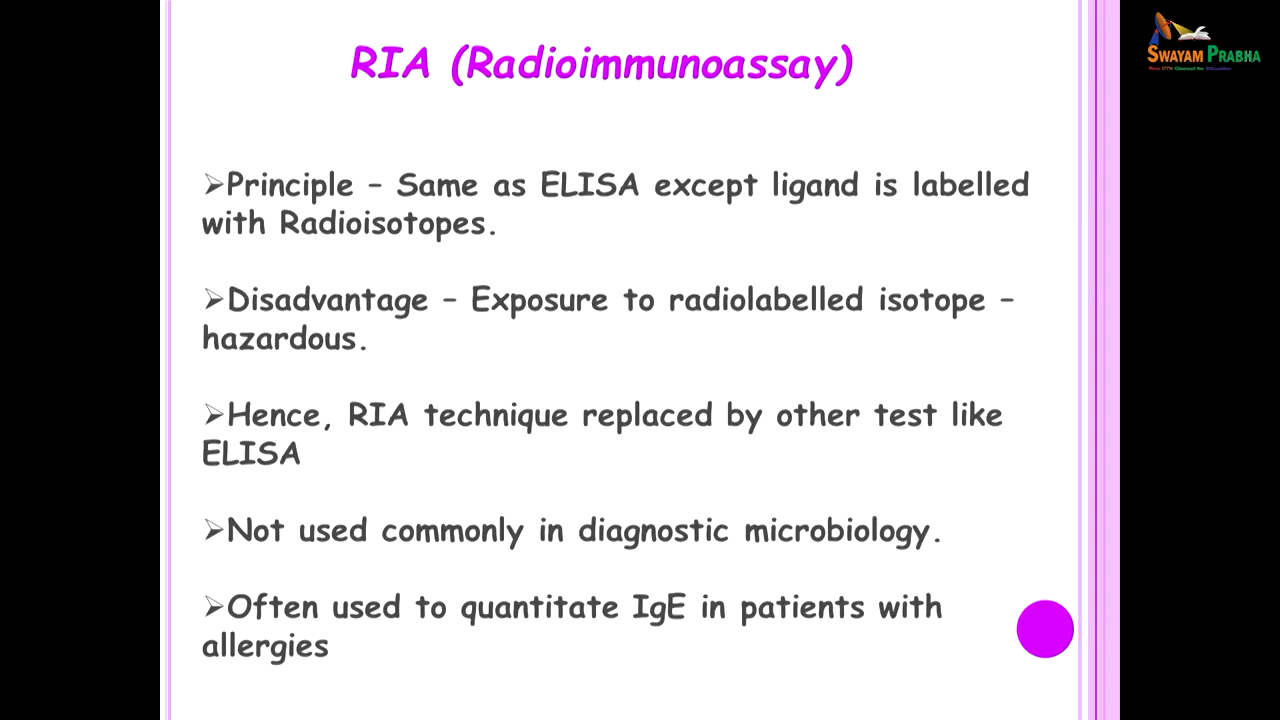 RIA (Radioimmunoassay)
SWAYAM PRABHA
➢Principle – Same as ELISA except ligand is labelled
with Radioisotopes.
➢Disadvantage – Exposure to radiolabelled isotope –
hazardous.
➢Hence, RIA technique replaced by other test like
ELISA
➢Not used commonly in diagnostic microbiology.
➢Often used to quantitate IgE in patients with
allergies